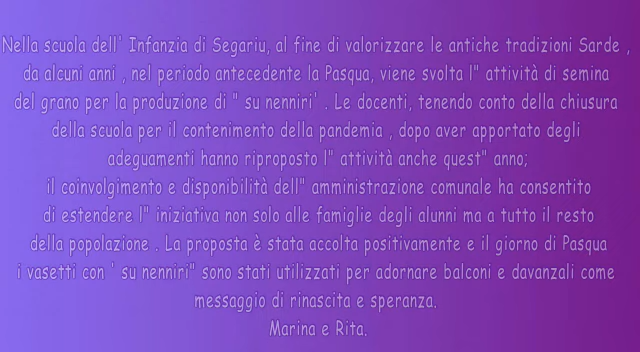 Nella scuola dell' Infanzia di Segariu, al fine di valorizzare le antiche tradizioni Sarde ,
da alcuni anni , nel periodo antecedente la Pasqua, viene svolta l" attività di semina
del grano per la produzione di " su nenniri' . Le docenti, tenendo conto della chiusura
della scuola per il contenimento della pandemia , dopo aver apportato degli
adeguamenti hanno riproposto l" attività anche quest" anno;
il coinvolgimento e disponibilità dell" amministrazione comunale ha consentito
di estendere l" iniziativa non solo alle famiglie degli alunni ma a tutto il resto
della popolazione . La proposta è stata accolta positivamente e il giorno di Pasqua
i vasetti con ' su nenniri" sono stati utilizzati per adornare balconi e davanzali come
messaggio di rinascita e speranza.
Marina e Rita.